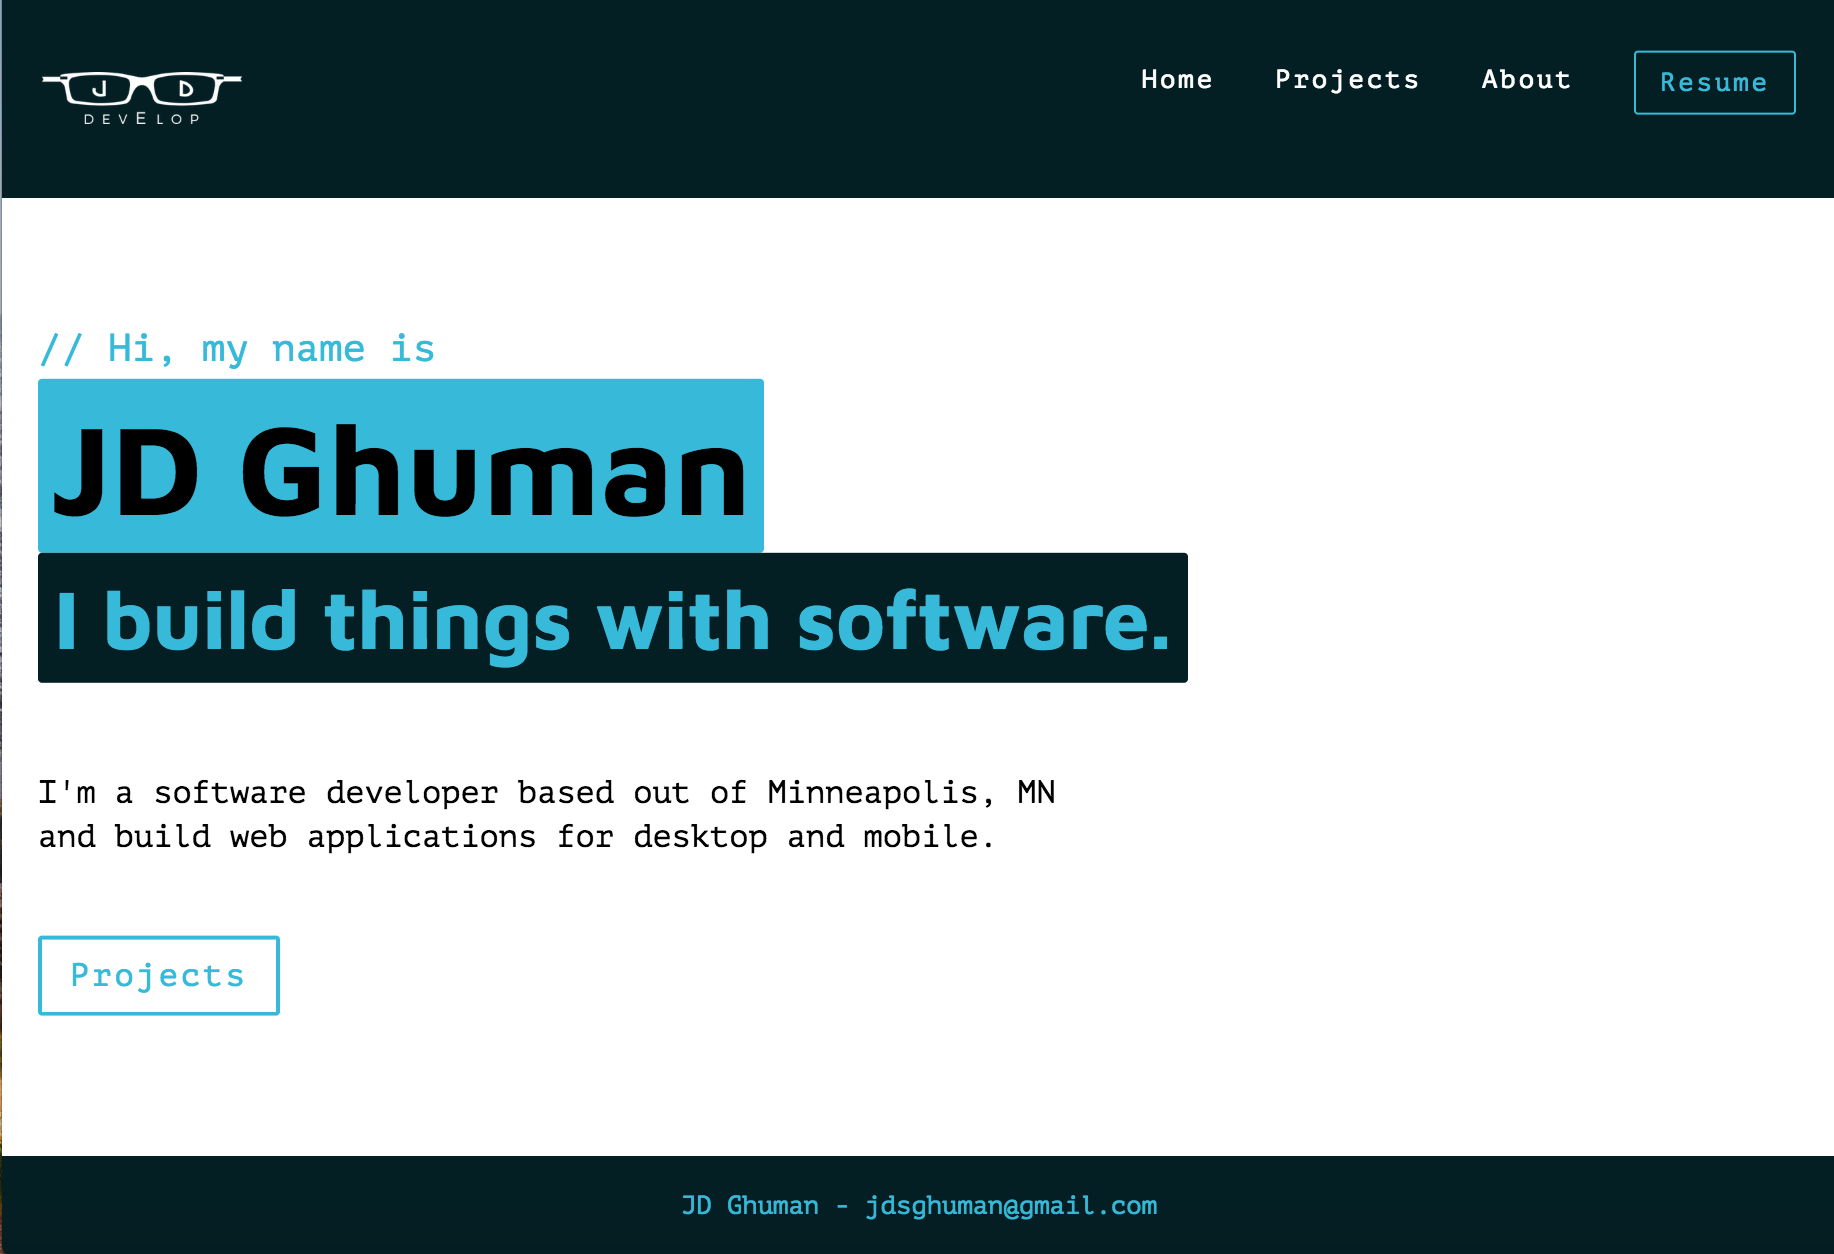 J D
DEVELOP
Home Projects About Resume
// Hi, my name is
JD Ghuman
I build things with software.
I'm a software developer based out of Minneapolis, MN
and build web applications for desktop and mobile.
Projects
JD Ghuman - jdsghuman@gmail.com